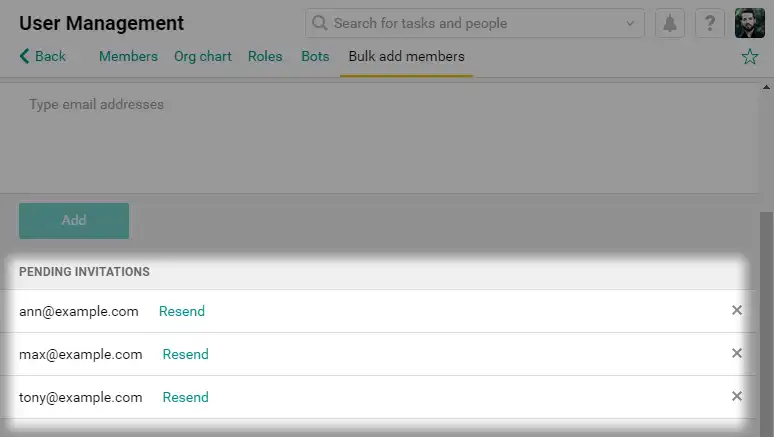 User Management
Search for tasks and people
?
Back Members Org chart Roles Bots Bulk add members
Type email addresses
Add
PENDING INVITATIONS
ann@example.com Resend
max@example.com Resend
tony@example.com Resend